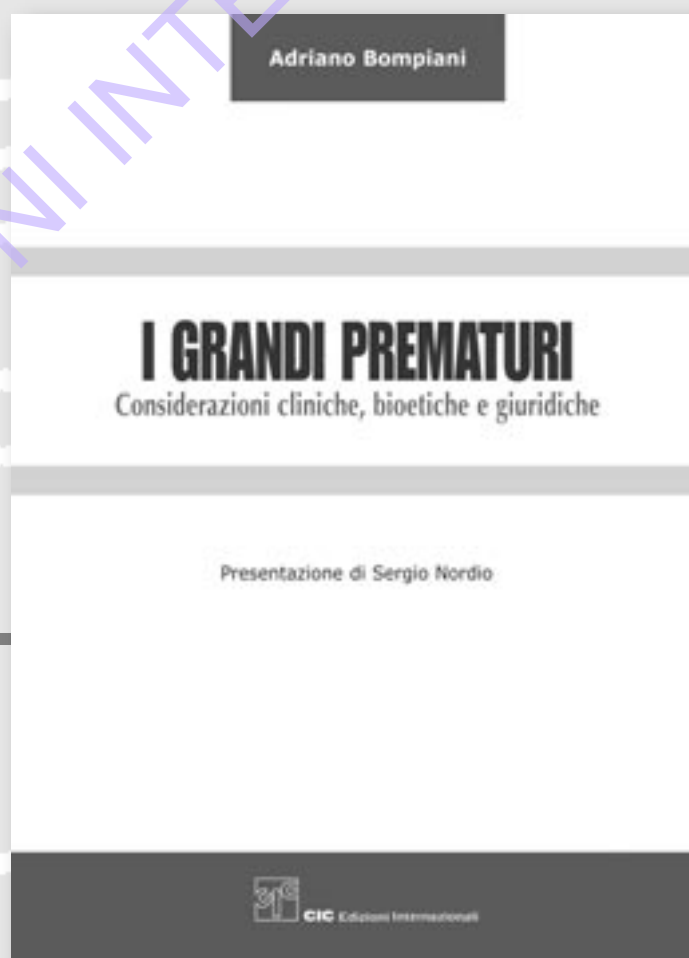 Adriano Bompiani
I GRANDI PREMATURI
Considerazioni cliniche, bioetiche e giuridiche
Presentazione di Sergio Nordio
CIC Edizioni Internazionali